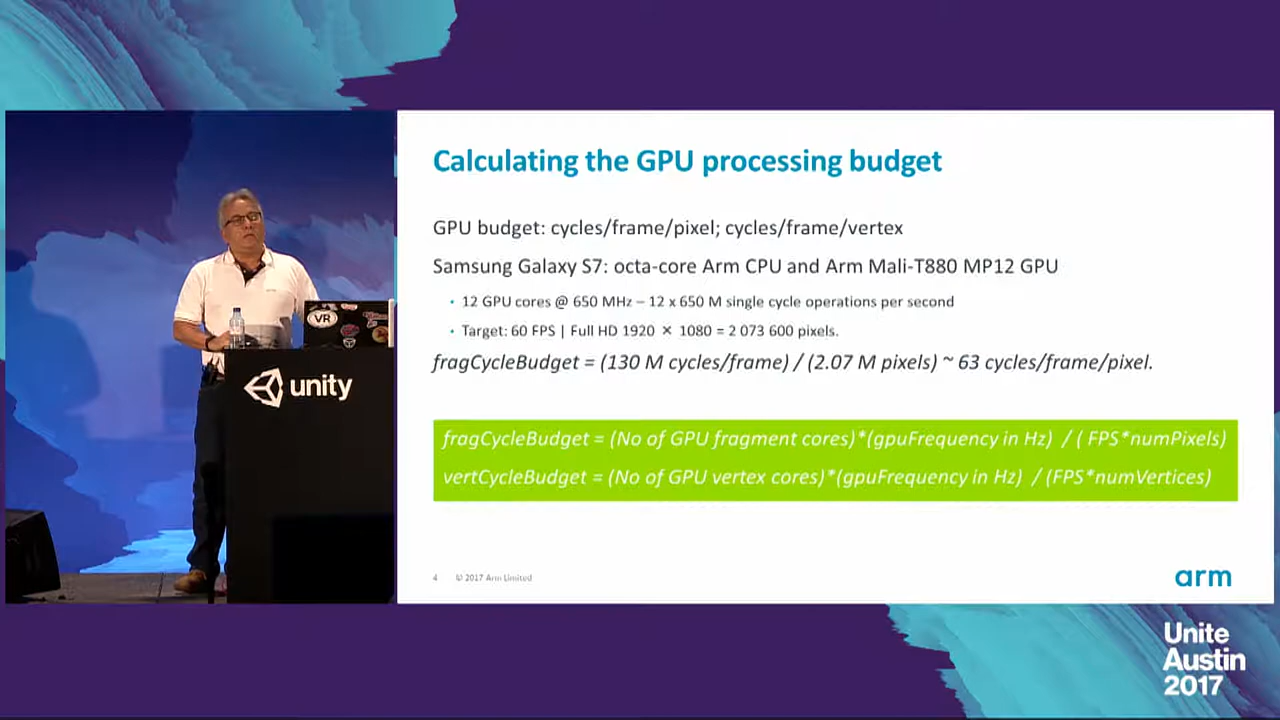 Calculating the GPU processing budget
GPU budget: cycles/frame/pixel; cycles/frame/vertex
Samsung Galaxy S7: octa-core Arm CPU and Arm Mali-T880 MP12 GPU
• 12 GPU cores @ 650 MHz – 12 x 650 M single cycle operations per second
• Target: 60 FPS | Full HD 1920 × 1080 = 2 073 600 pixels.
fragCycleBudget = (130 M cycles/frame) / (2.07 M pixels) ~ 63 cycles/frame/pixel.
fragCycleBudget = (No of GPU fragment cores)*(gpuFrequency in Hz) / ( FPS*numPixels)
vertCycleBudget = (No of GPU vertex cores)*(gpuFrequency in Hz) / (FPS*numVertices)
4 © 2017 Arm Limited
arm
VR
unity
Unite
Austin
2017